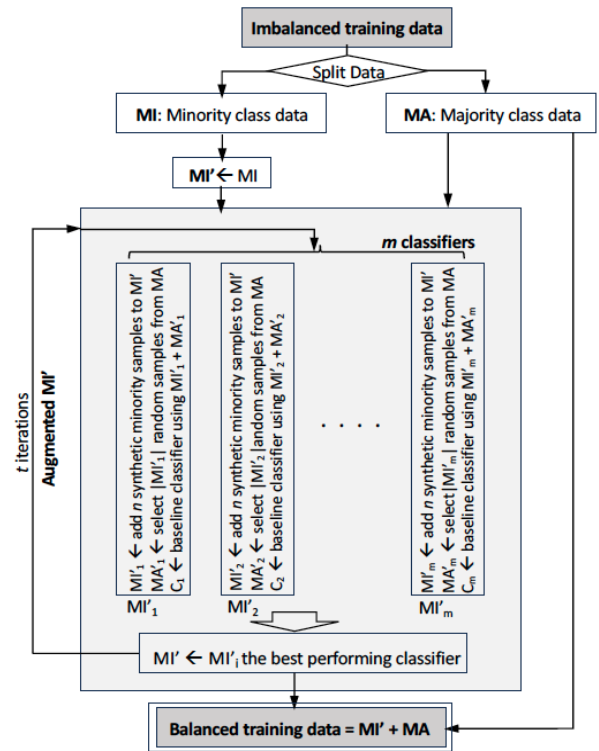 Imbalanced training data
Split Data
MI: Minority class data
MA: Majority class data
MI' ← MI
m classifiers
t iterations
Augmented MI'
MI'₁ ← add n synthetic minority samples to MI'
MA'₁ ← select |MI'₁| random samples from MA
C₁ ← baseline classifier using MI'₁ + MA'₁
MI'₁
MI'₂ ← add n synthetic minority samples to MI'
MA'₂ ← select |MI'₂|andom samples from MA
C₂ ← baseline classifier using MI'₂ + MA'₂
MI'₂
. . . .
MI'ₘ ← add n synthetic minority samples to MI'
MA'ₘ ← select|MI'ₘ| random samples from MA
Cₘ ← baseline classifier using MI'ₘ + MA'ₘ
MI'ₘ
MI' ← MI'ᵢ the best performing classifier
Balanced training data = MI' + MA